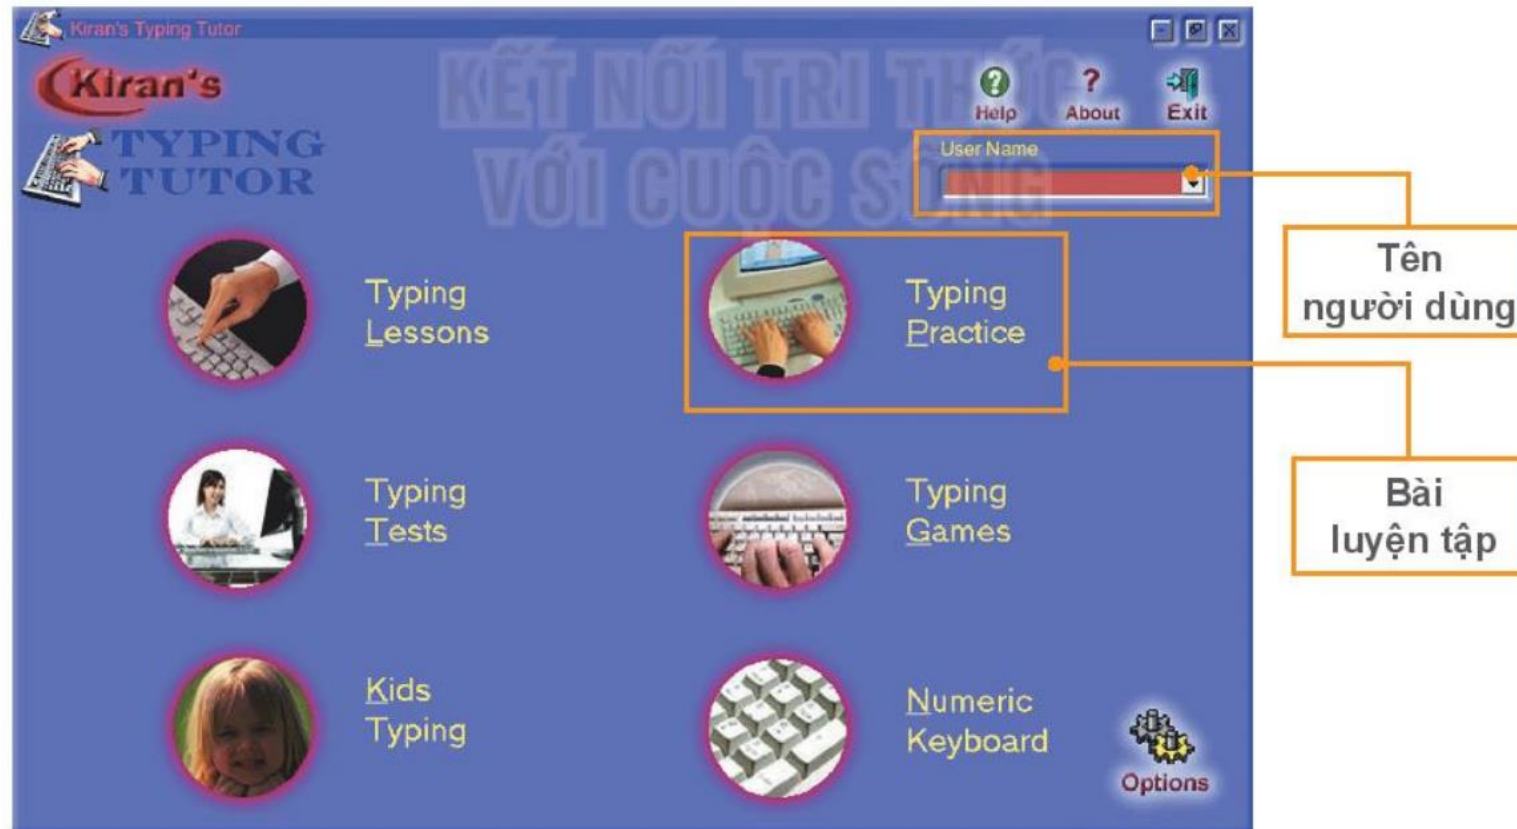 Kiran's Typing Tutor
Kiran's
TYPING
TUTOR
KẾT NỐI TRI THỨC
VỚI CUỘC SỐNG
Help
About
Exit
User Name
Tên
người dùng
Typing
Lessons
Typing
Practice
Bài
luyện tập
Typing
Tests
Typing
Games
Kids
Typing
Numeric
Keyboard
Options